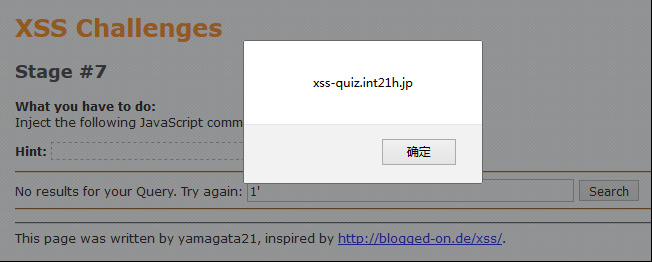 XSS Challenges
Stage #7
What you have to do:
Inject the following JavaScript comm
Hint:
xss-quiz.int21h.jp
确定
No results for your Query. Try again: 1' Search
This page was written by yamagata21, inspired by http://blogged-on.de/xss/.